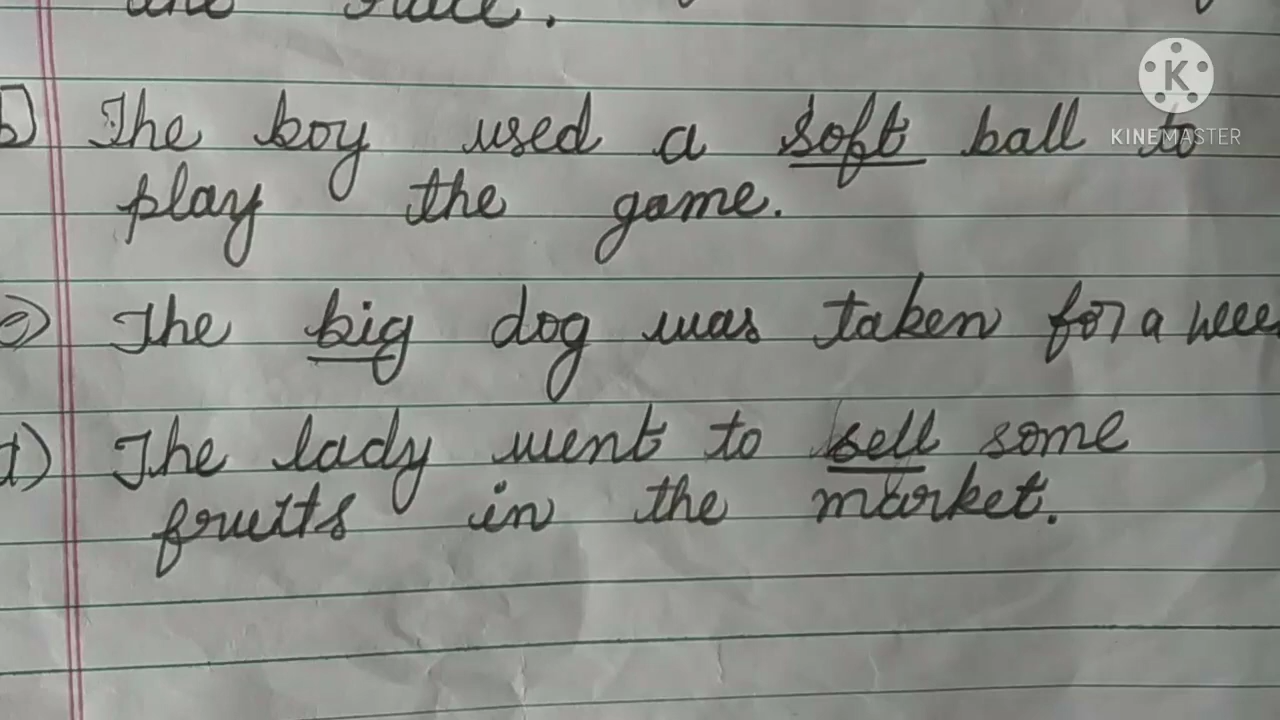 b) The boy used a soft ball to
play the game.
c) The big dog was taken for a
d) The lady went to sell some
fruits in the market.
KINEMASTER